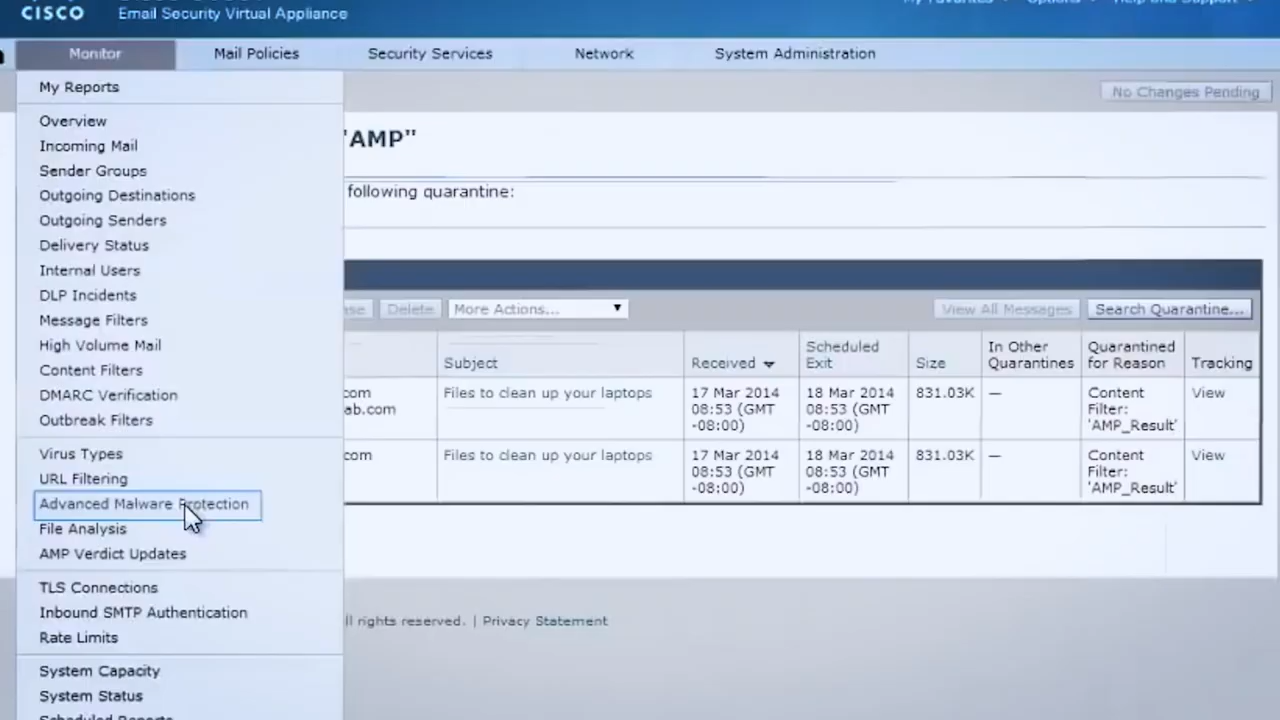 CISCO
Email Security Virtual Appliance
Monitor
Mail Policies
Security Services
Network
System Administration
No Changes Pending
My Reports
Overview
Incoming Mail
Sender Groups
Outgoing Destinations
Outgoing Senders
Delivery Status
Internal Users
DLP Incidents
Message Filters
High Volume Mail
Content Filters
DMARC Verification
Outbreak Filters
Virus Types
URL Filtering
Advanced Malware Protection
File Analysis
AMP Verdict Updates
TLS Connections
Inbound SMTP Authentication
Rate Limits
System Capacity
System Status
"AMP"
following quarantine:
Delete
More Actions...
View All Messages
Search Quarantine...
Subject
Received
Scheduled
Exit
Size
In Other
Quarantines
Quarantined
for Reason
Tracking
com
ab.com
Files to clean up your laptops
17 Mar 2014
08:53 (GMT
-08:00)
18 Mar 2014
08:53 (GMT
-08:00)
831.03K
—
Content
Filter:
'AMP_Result'
View
com
Files to clean up your laptops
17 Mar 2014
08:53 (GMT
-08:00)
18 Mar 2014
08:53 (GMT
-08:00)
831.03K
—
Content
Filter:
'AMP_Result'
View
ll rights reserved. | Privacy Statement